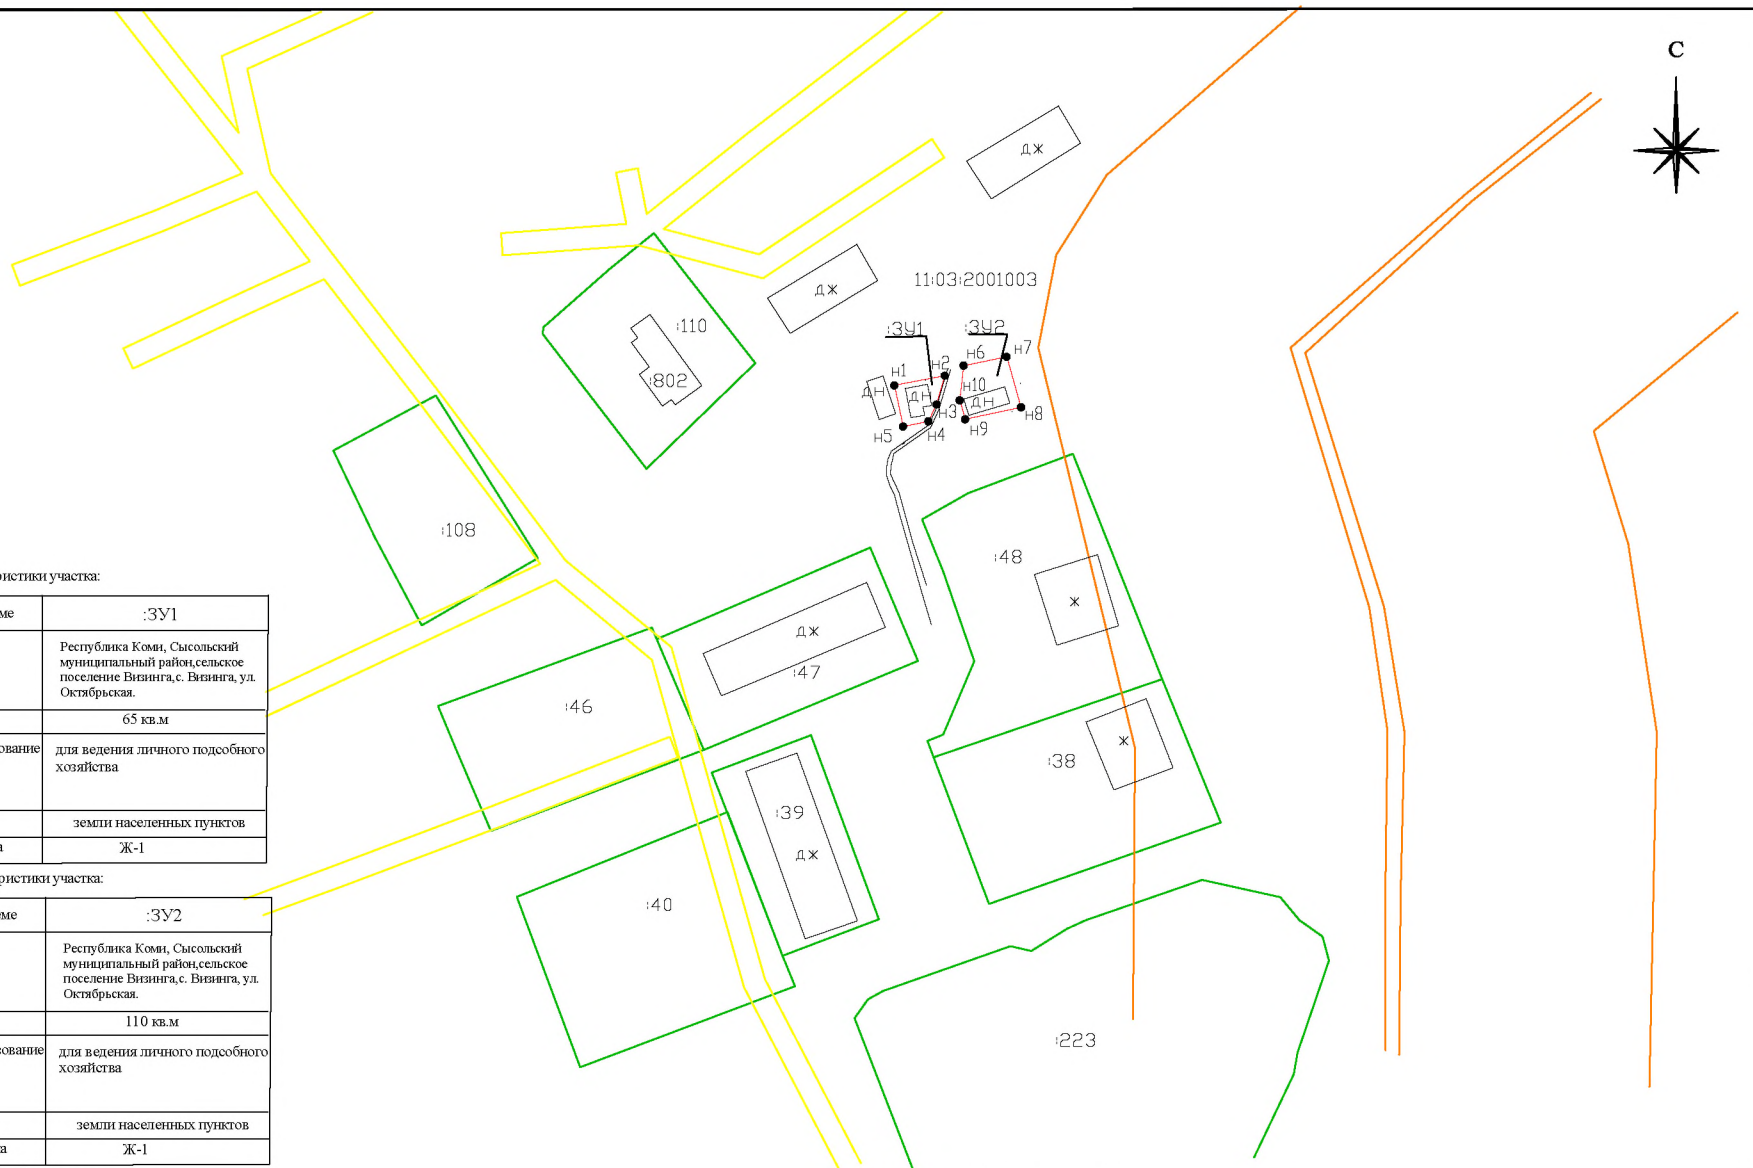 С
дж
дж
11:03:2001003
:110
:802
:ЗУ1
:ЗУ2
н1
н2
н6
н7
дн
дн
н10
дн
н3
н8
н5
н4
н9
:108
:48
ж
дж
:47
:46
ж
:38
:39
дж
:40
:223
ристики участка:
ме
:ЗУ1
Республика Коми, Сысольский
муниципальный район,сельское
поселение Визинга,с. Визинга, ул.
Октябрьская.
65 кв.м
ование
для ведения личного подсобного
хозяйства
земли населенных пунктов
а
Ж-1
ристики участка:
ме
:ЗУ2
Республика Коми, Сысольский
муниципальный район,сельское
поселение Визинга,с. Визинга, ул.
Октябрьская.
110 кв.м
ование
для ведения личного подсобного
хозяйства
земли населенных пунктов
а
Ж-1